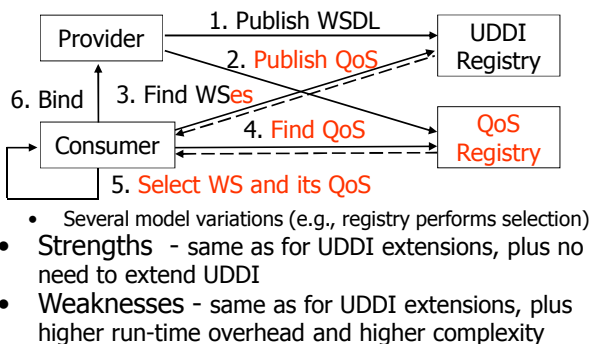 1. Publish WSDL
Provider
UDDI
Registry
2. Publish QoS
6. Bind
3. Find WSes
4. Find QoS
QoS
Registry
Consumer
5. Select WS and its QoS
• Several model variations (e.g., registry performs selection)
• Strengths - same as for UDDI extensions, plus no
need to extend UDDI
• Weaknesses - same as for UDDI extensions, plus
higher run-time overhead and higher complexity